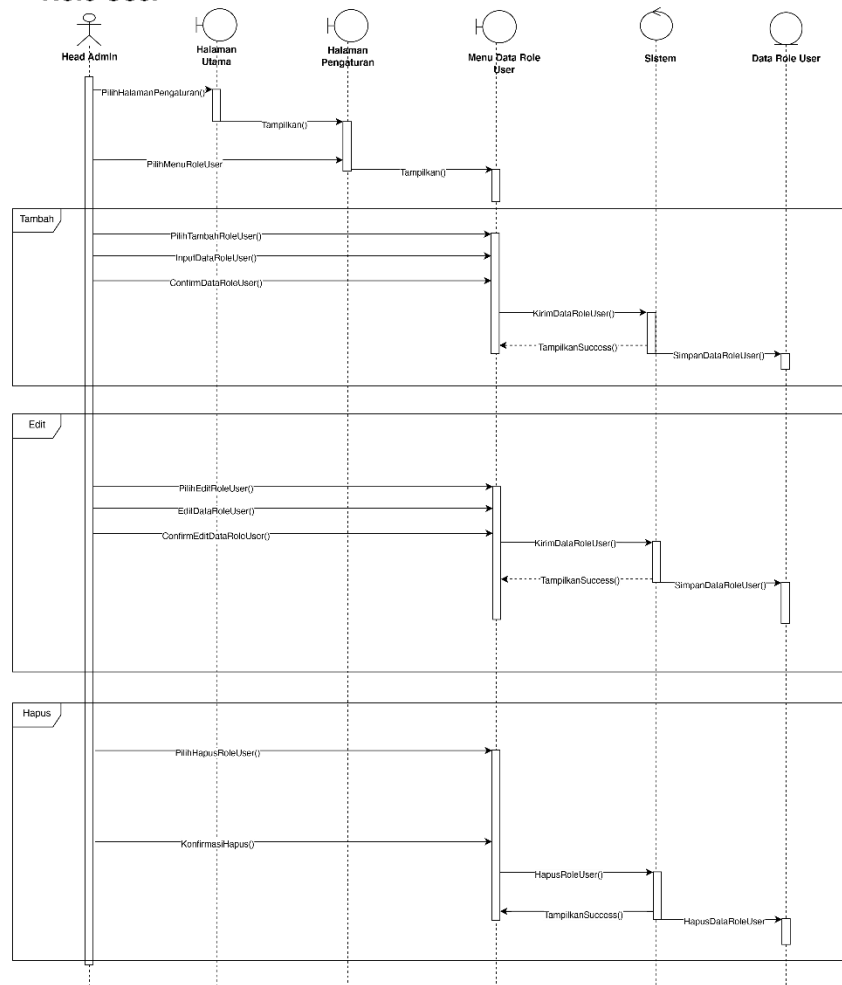 Head Admin
Halaman
Utama
Halaman
Pengaturan
Menu Data Role
User
Sistem
Data Role User
PilihHalamanPengaturan()
Tampilkan()
PilihMenuRoleUser
Tampilkan()
Tambah
PilihTambahRoleUser()
InputDataRoleUser()
ConfirmDataRoleUser()
KirimDataRoleUser()
TampilkanSuccess()
SimpanDataRoleUser()
Edit
PilihEditRoleUser()
EditDataRoleUser()
ConfirmEditDataRoleUser()
KirimDataRoleUser()
TampilkanSuccess()
SimpanDataRoleUser()
Hapus
PilihHapusRoleUser()
KonfirmasiHapus()
HapusRoleUser()
TampilkanSuccess()
HapusDataRoleUser